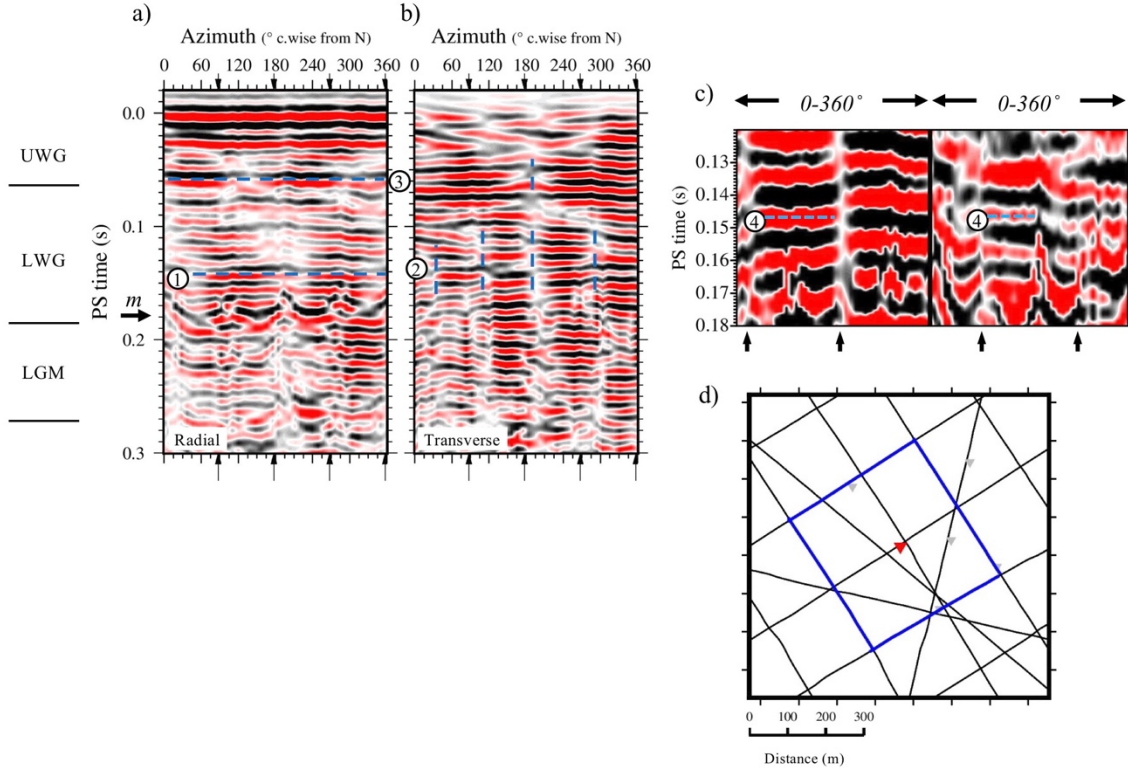 a)
Azimuth (° c.wise from N)
0 60 120 180 240 300 360
b)
Azimuth (° c.wise from N)
0 60 120 180 240 300 360
UWG
LWG
LGM
PS time (s)
m
0.0
0.1
0.2
0.3
1
Radial
3
2
Transverse
c)
0-360° 0-360°
PS time (s)
0.13
0.14
0.15
0.16
0.17
0.18
4 4
d)
0 100 200 300
Distance (m)